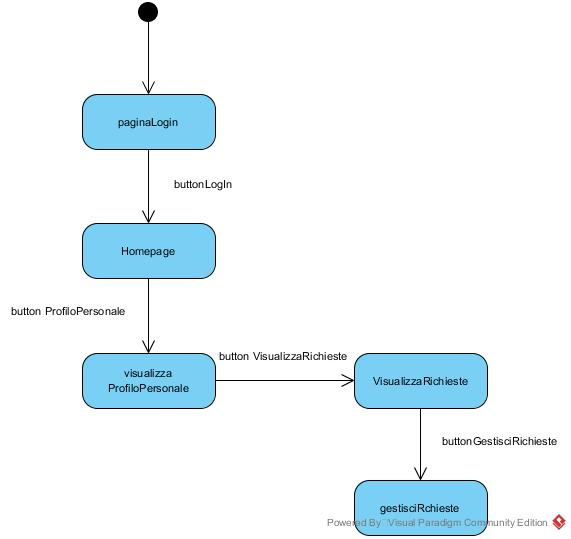 paginaLogin
buttonLogIn
Homepage
button ProfiloPersonale
visualizza
ProfiloPersonale
button VisualizzaRichieste
VisualizzaRichieste
buttonGestisciRichieste
gestisciRchieste
Powered By Visual Paradigm Community Edition